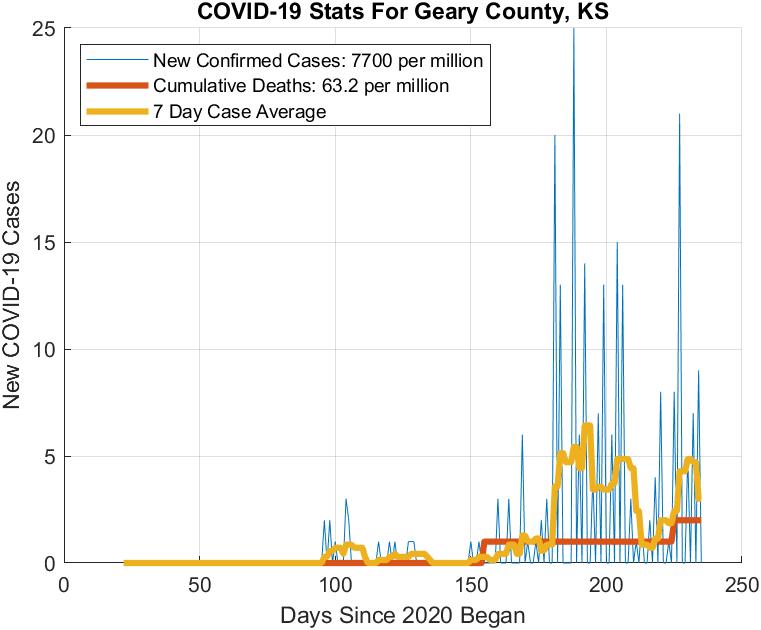 COVID-19 Stats For Geary County, KS
New Confirmed Cases: 7700 per million
Cumulative Deaths: 63.2 per million
7 Day Case Average
New COVID-19 Cases
25
20
15
10
5
0
0 50 100 150 200 250
Days Since 2020 Began